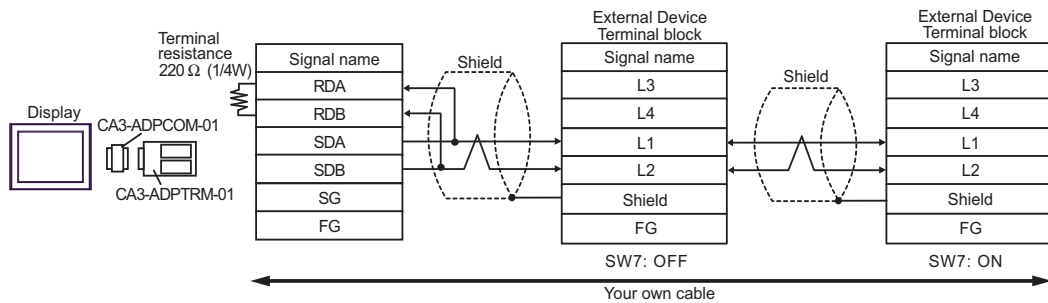 Display
CA3-ADPCOM-01
CA3-ADPTRM-01
Terminal
resistance
220 Ω (1/4W)
Signal name
RDA
RDB
SDA
SDB
SG
FG
Shield
External Device
Terminal block
Signal name
L3
L4
L1
L2
Shield
FG
SW7: OFF
Shield
External Device
Terminal block
Signal name
L3
L4
L1
L2
Shield
FG
SW7: ON
Your own cable